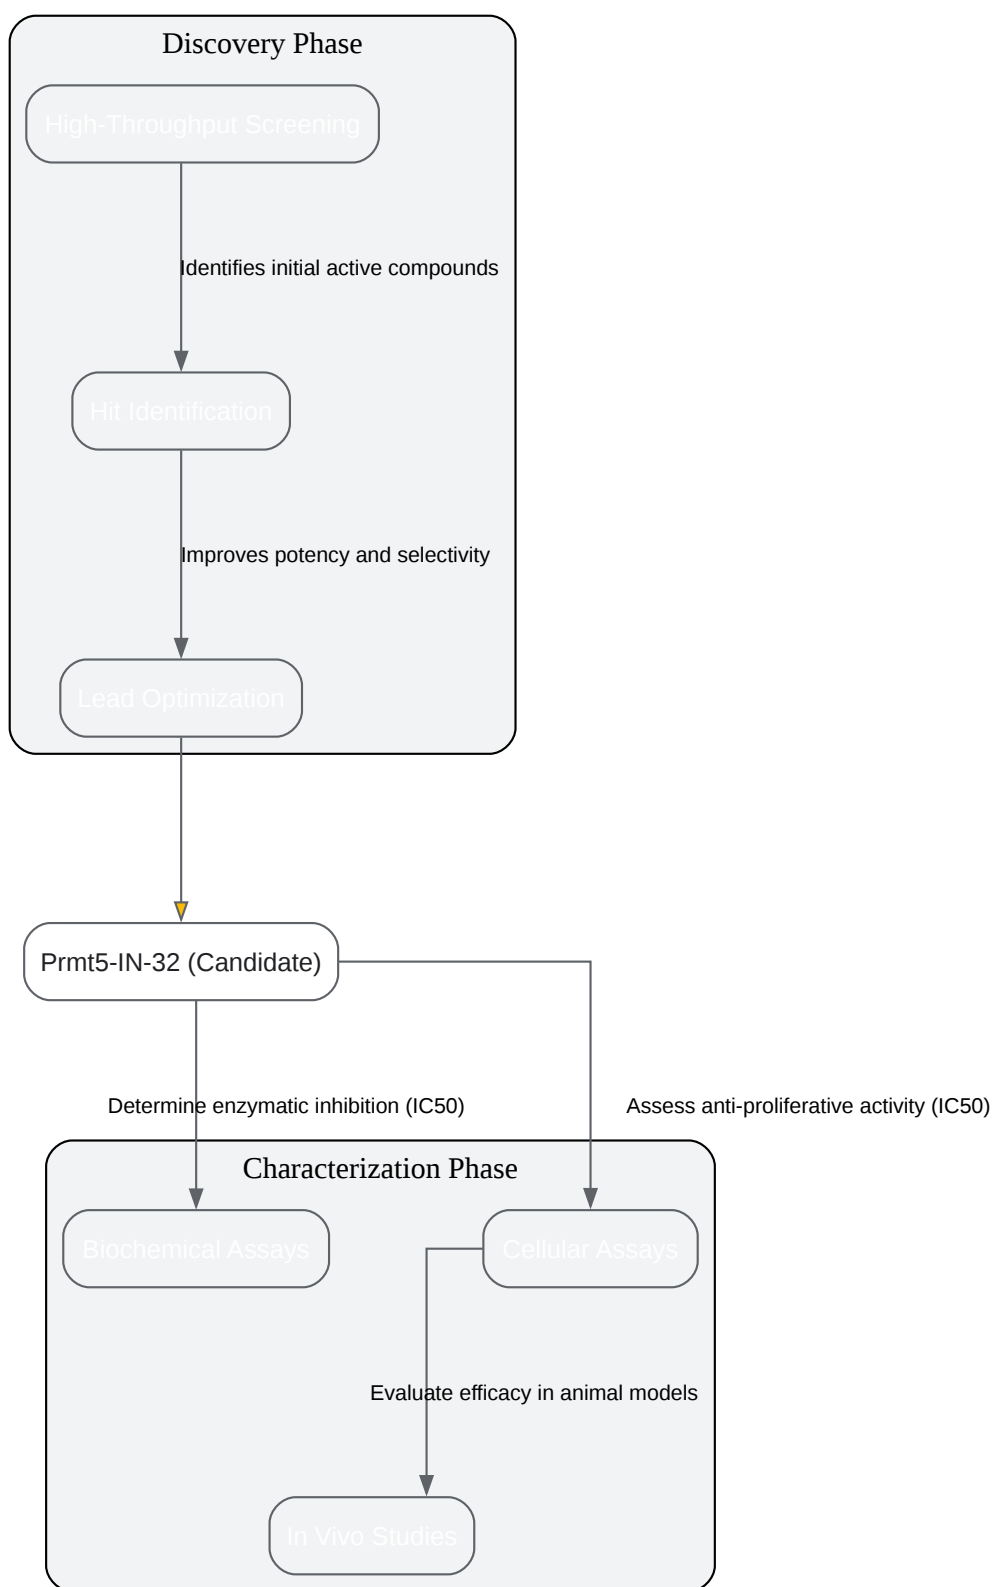 Discovery Phase
High-Throughput Screening
Identifies initial active compounds
Hit Identification
Improves potency and selectivity
Lead Optimization
Prmt5-IN-32 (Candidate)
Determine enzymatic inhibition (IC50)
Assess anti-proliferative activity (IC50)
Characterization Phase
Biochemical Assays
Cellular Assays
Evaluate efficacy in animal models
In Vivo Studies